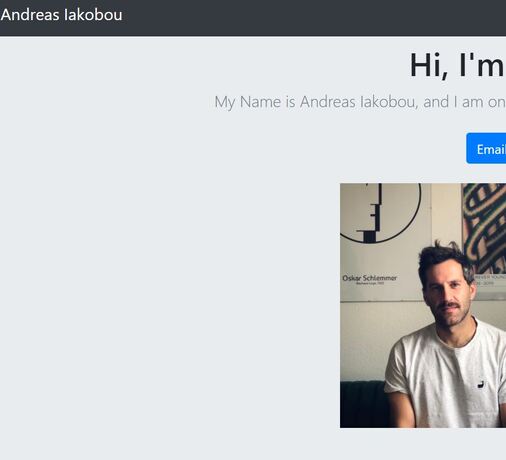 Andreas Iakobou
Hi, I'm
My Name is Andreas Iakobou, and I am on
Email
Oskar Schlemmer